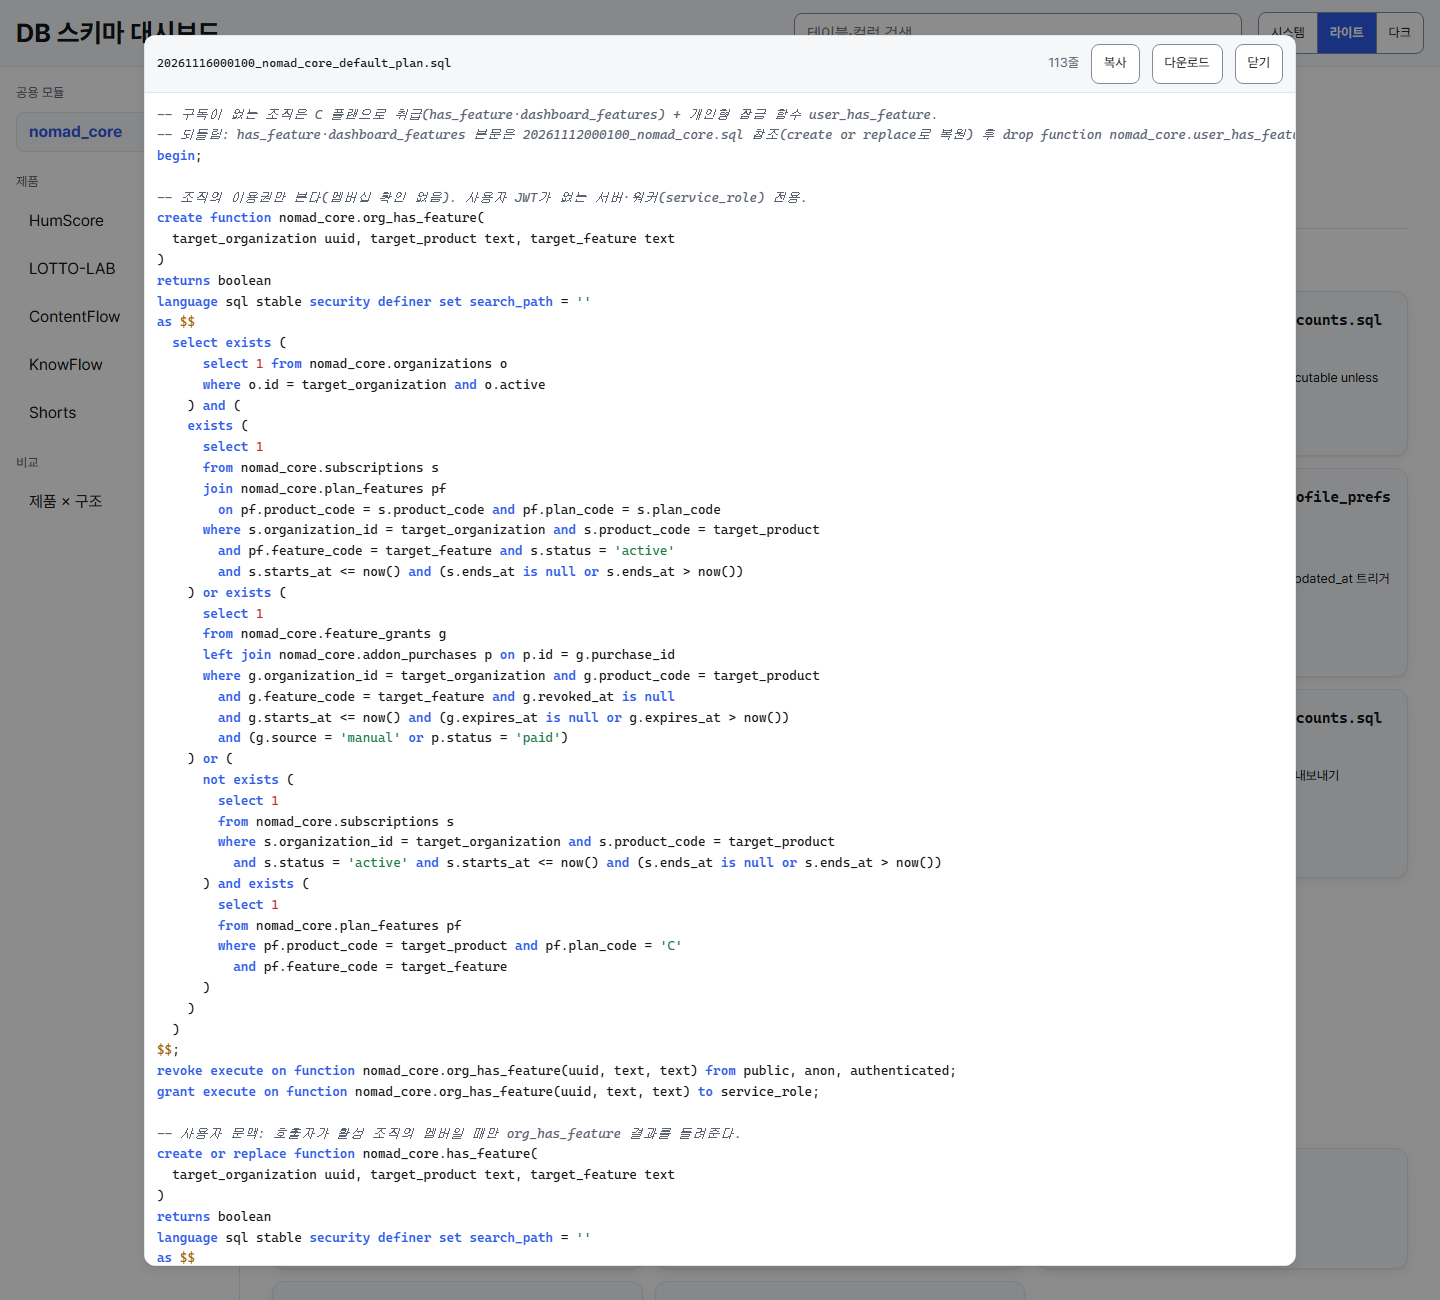 DB 스키마 대시보드
테이블·컬럼 검색
시스템
라이트
다크
공용 모듈
nomad_core
제품
HumScore
LOTTO-LAB
ContentFlow
KnowFlow
Shorts
비교
제품 × 구조
20261116000100_nomad_core_default_plan.sql
113줄
복사
다운로드
닫기
-- 구독이 없는 조직은 C 플랜으로 취급(has_feature·dashboard_features) + 개인형 잠금 함수 user_has_feature.
-- 되돌림: has_feature·dashboard_features 본문은 20261112000100_nomad_core.sql 참조(create or replace로 복원) 후 drop function nomad_core.user_has_featu
begin;
-- 조직의 이용권만 본다(멤버십 확인 없음). 사용자 JWT가 없는 서버·워커(service_role) 전용.
create function nomad_core.org_has_feature(
  target_organization uuid, target_product text, target_feature text
)
returns boolean
language sql stable security definer set search_path = ''
as $$
  select exists (
      select 1 from nomad_core.organizations o
      where o.id = target_organization and o.active
    ) and (
    exists (
      select 1
      from nomad_core.subscriptions s
      join nomad_core.plan_features pf
        on pf.product_code = s.product_code and pf.plan_code = s.plan_code
      where s.organization_id = target_organization and s.product_code = target_product
        and pf.feature_code = target_feature and s.status = 'active'
        and s.starts_at <= now() and (s.ends_at is null or s.ends_at > now())
    ) or exists (
      select 1
      from nomad_core.feature_grants g
      left join nomad_core.addon_purchases p on p.id = g.purchase_id
      where g.organization_id = target_organization and g.product_code = target_product
        and g.feature_code = target_feature and g.revoked_at is null
        and g.starts_at <= now() and (g.expires_at is null or g.expires_at > now())
        and (g.source = 'manual' or p.status = 'paid')
    ) or (
      not exists (
        select 1
        from nomad_core.subscriptions s
        where s.organization_id = target_organization and s.product_code = target_product
          and s.status = 'active' and s.starts_at <= now() and (s.ends_at is null or s.ends_at > now())
      ) and exists (
        select 1
        from nomad_core.plan_features pf
        where pf.product_code = target_product and pf.plan_code = 'C'
          and pf.feature_code = target_feature
      )
    )
  )
$$;
revoke execute on function nomad_core.org_has_feature(uuid, text, text) from public, anon, authenticated;
grant execute on function nomad_core.org_has_feature(uuid, text, text) to service_role;
-- 사용자 문맥: 호출자가 활성 조직의 멤버일 때만 org_has_feature 결과를 돌려준다.
create or replace function nomad_core.has_feature(
  target_organization uuid, target_product text, target_feature text
)
returns boolean
language sql stable security definer set search_path = ''
as $$
counts.sql
cutable unless
ofile_prefs
odated_at 트리거
counts.sql
내보내기